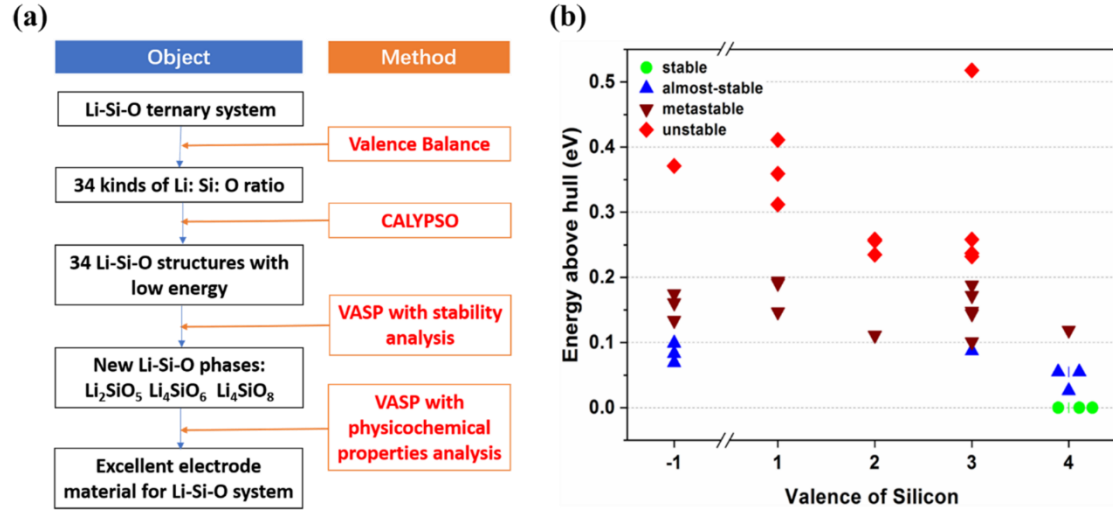 (a)
Object
Method
Li-Si-O ternary system
Valence Balance
34 kinds of Li: Si: O ratio
CALYPSO
34 Li-Si-O structures with
low energy
VASP with stability
analysis
New Li-Si-O phases:
Li₂SiO₅ Li₄SiO₆ Li₄SiO₈
VASP with
physicochemical
properties analysis
Excellent electrode
material for Li-Si-O system
(b)
Energy above hull (eV)
0.5
0.4
0.3
0.2
0.1
0.0
stable
almost-stable
metastable
unstable
-1 1 2 3 4
Valence of Silicon